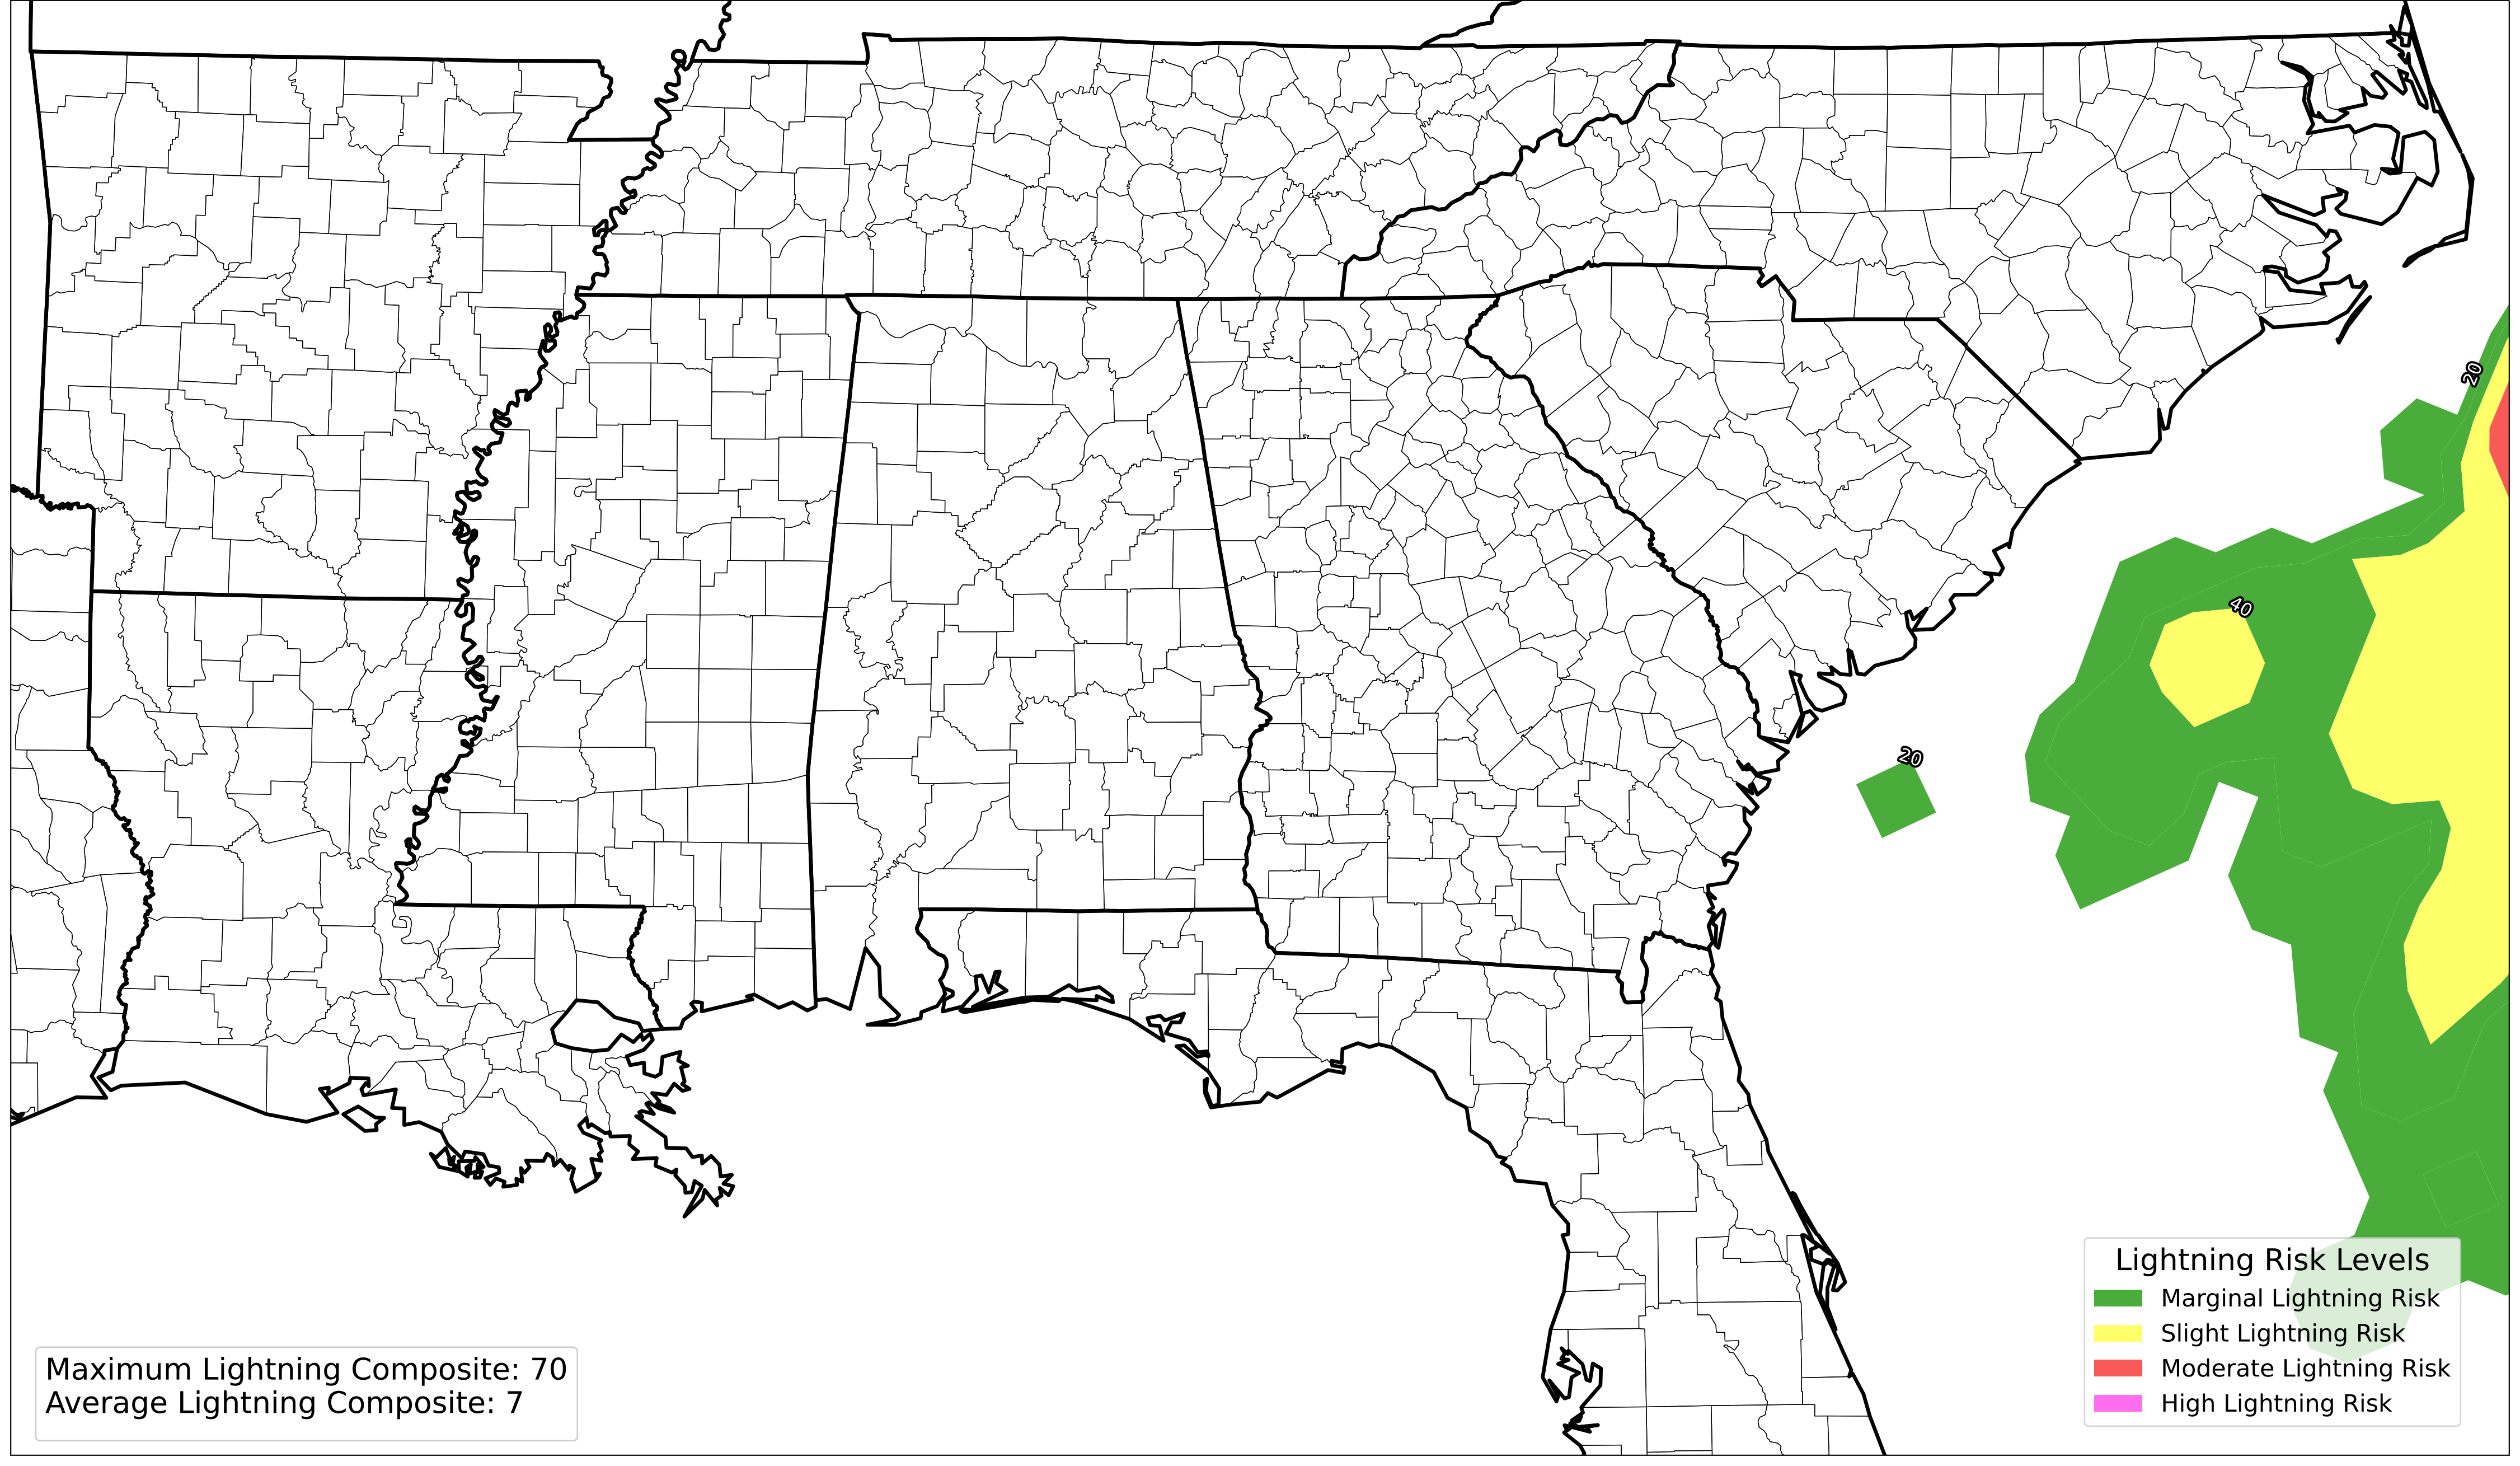 20
40
20
Lightning Risk Levels
Marginal Lightning Risk
Slight Lightning Risk
Moderate Lightning Risk
High Lightning Risk
Maximum Lightning Composite: 70
Average Lightning Composite: 7